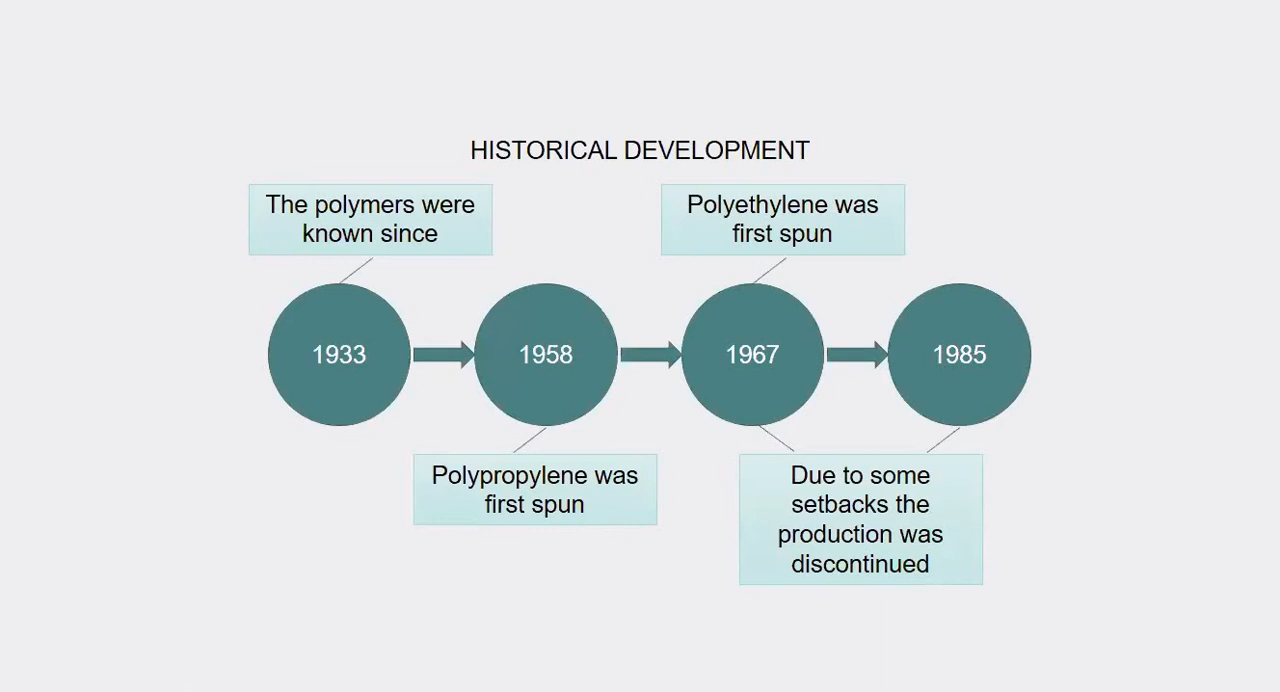 HISTORICAL DEVELOPMENT
The polymers were
known since
Polyethylene was
first spun
1933
1958
1967
1985
Polypropylene was
first spun
Due to some
setbacks the
production was
discontinued